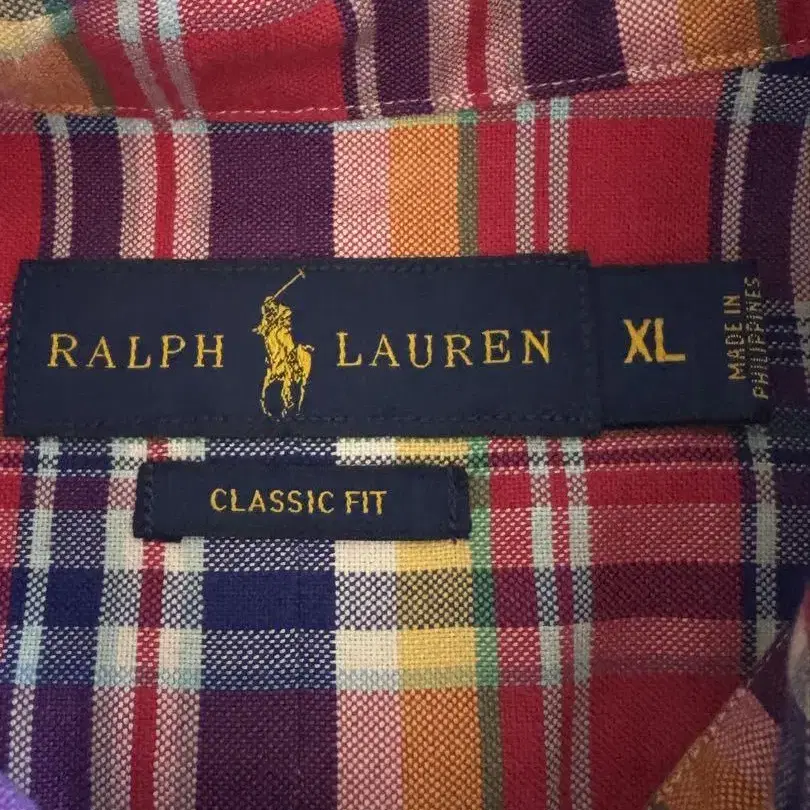 RALPH LAUREN
XL
MADE IN
PHILIPPINES
CLASSIC FIT